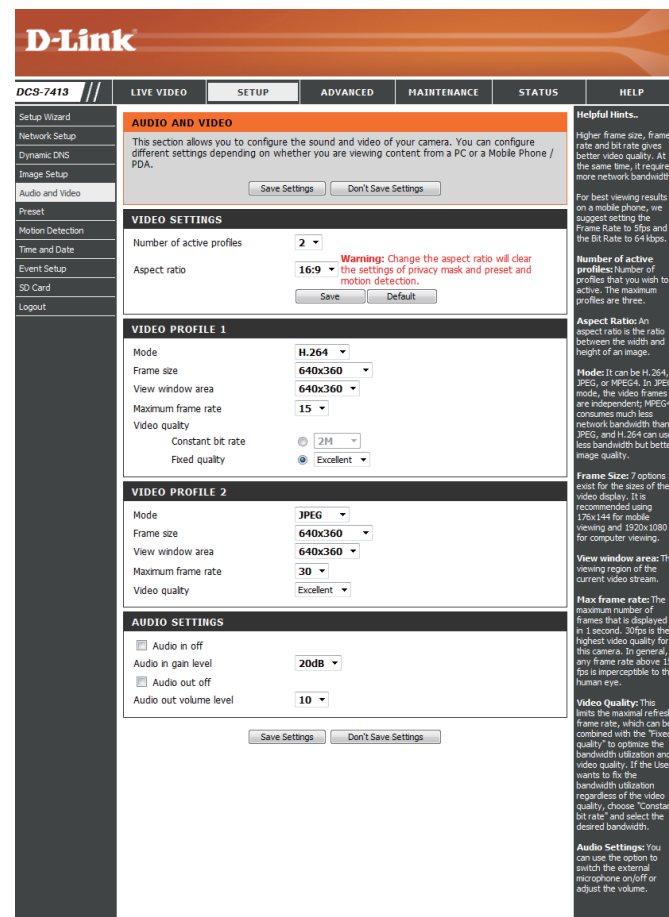 D-Link
DCS-7413
LIVE VIDEO
SETUP
ADVANCED
MAINTENANCE
STATUS
HELP
Setup Wizard
Network Setup
Dynamic DNS
Image Setup
Audio and Video
Preset
Motion Detection
Time and Date
Event Setup
SD Card
Logout
AUDIO AND VIDEO
This section allows you to configure the sound and video of your camera. You can configure
different settings depending on whether you are viewing content from a PC or a Mobile Phone /
PDA.
Save Settings Don't Save Settings
VIDEO SETTINGS
Number of active profiles 2
Aspect ratio 16:9
Warning: Change the aspect ratio will clear
the settings of privacy mask and preset and
motion detection.
Save Default
VIDEO PROFILE 1
Mode H.264
Frame size 640x360
View window area 640x360
Maximum frame rate 15
Video quality
Constant bit rate 2M
Fixed quality Excellent
VIDEO PROFILE 2
Mode JPEG
Frame size 640x360
View window area 640x360
Maximum frame rate 30
Video quality Excellent
AUDIO SETTINGS
Audio in off
Audio in gain level 20dB
Audio out off
Audio out volume level 10
Save Settings Don't Save Settings
Helpful Hints..
Higher frame size, frame
rate and bit rate gives
better video quality. At
the same time, it require
more network bandwidth
For best viewing results
on a mobile phone, we
suggest setting the
Frame Rate to 5fps and
the Bit Rate to 64 kbps.
Number of active
profiles: Number of
profiles that you wish to
active. The maximum
profiles are three.
Aspect Ratio: An
aspect ratio is the ratio
between the width and
height of an image.
Mode: It can be H.264,
JPEG, or MPEG4. In JPE
mode, the video frames
are independent; MPEG
consumes much less
network bandwidth than
JPEG, and H.264 can us
less bandwidth but bette
image quality.
Frame Size: 7 options
exist for the sizes of the
video display. It is
recommended using
176x144 for mobile
viewing and 1920x1080
for computer viewing.
View window area: Th
viewing region of the
current video stream.
Max frame rate: The
maximum number of
frames that is displayed
in 1 second. 30fps is the
highest video quality for
this camera. In general,
any frame rate above 15
fps is imperceptible to th
human eye.
Video Quality: This
limits the maximal refresh
frame rate, which can be
combined with the "Fixed
quality" to optimize the
bandwidth utilization and
video quality. If the Use
wants to fix the
bandwidth utilization
regardless of the video
quality, choose "Constan
bit rate" and select the
desired bandwidth.
Audio Settings: You
can use the option to
switch the external
microphone on/off or
adjust the volume.